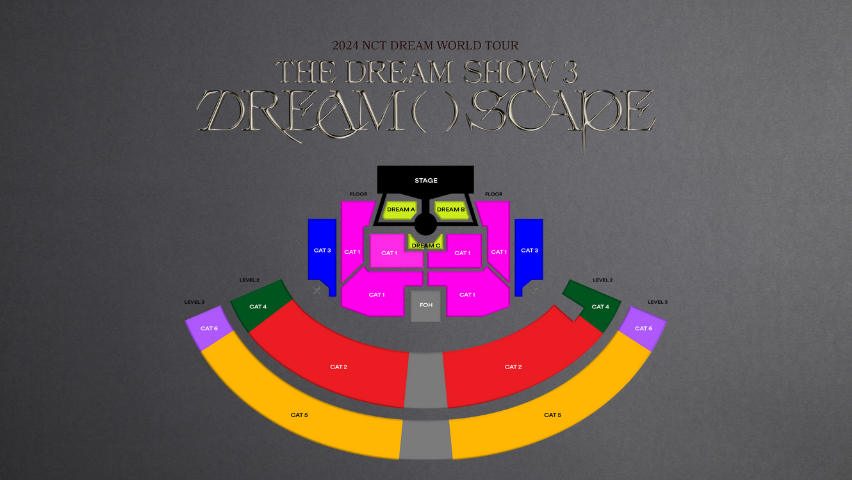 2024 NCT DREAM WORLD TOUR
THE DREAM SHOW 3
DREAM ( ) SCAPE
STAGE
FLOOR
FLOOR
DREAM A
DREAM B
DREAM C
CAT 3
CAT 1
CAT 1
CAT 1
CAT 1
CAT 3
CAT 1
CAT 1
FOH
LEVEL 2
LEVEL 2
LEVEL 3
LEVEL 3
CAT 4
CAT 4
CAT 6
CAT 6
CAT 2
CAT 2
CAT 5
CAT 5